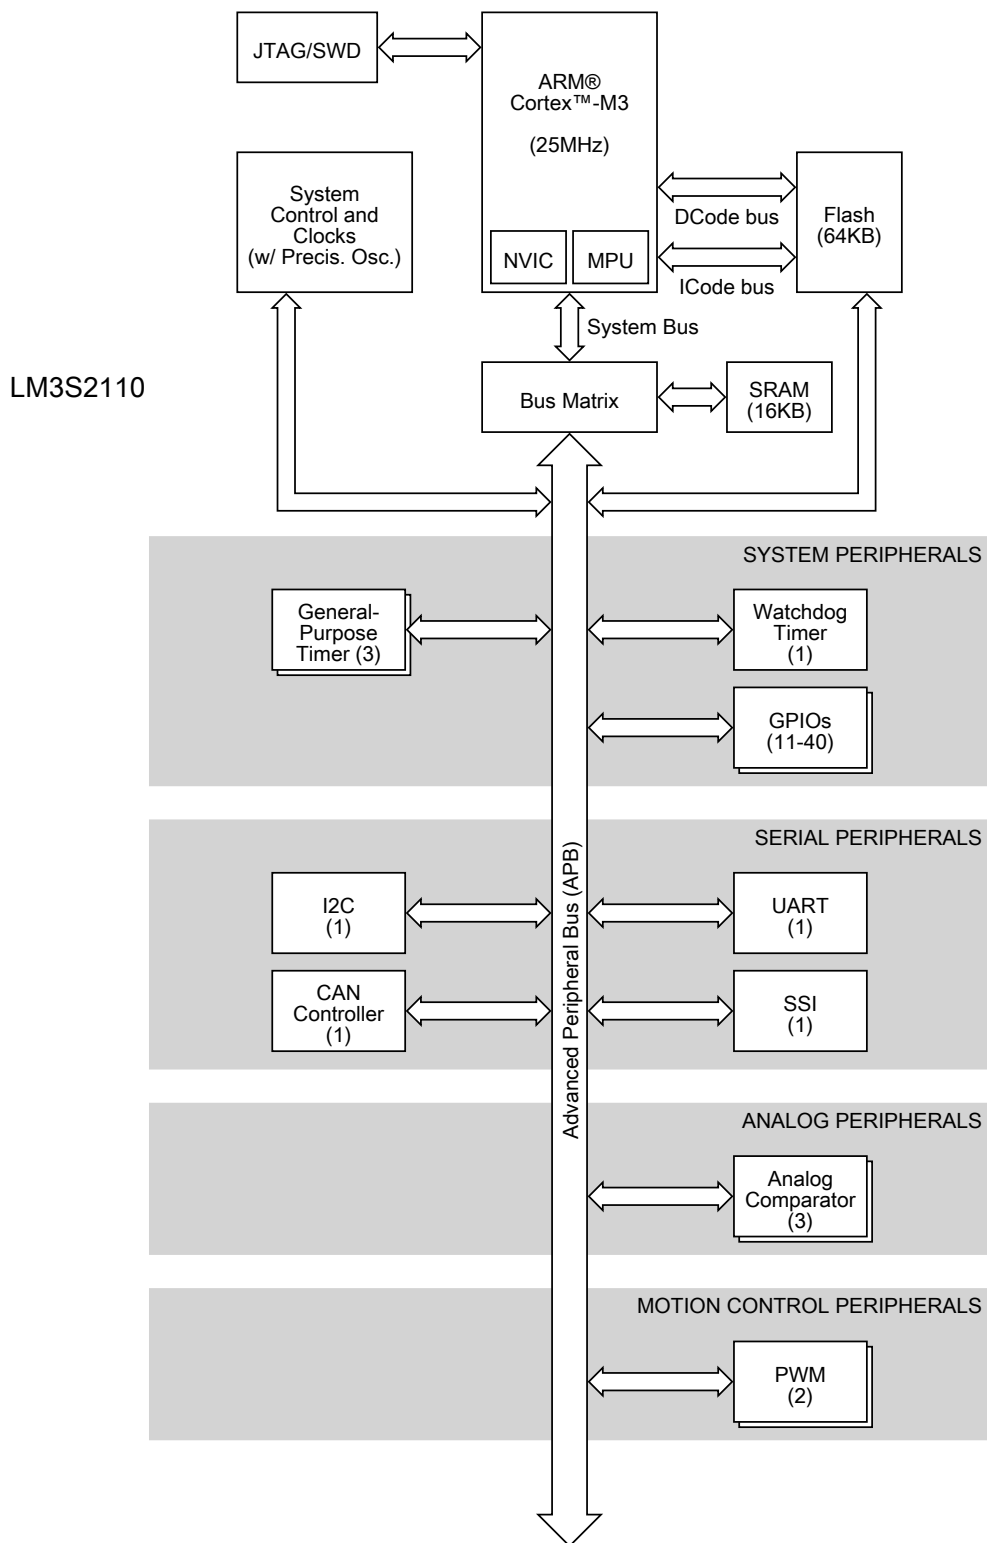 JTAG/SWD
ARM®
Cortex™-M3
(25MHz)
System
Control and
Clocks
(w/ Precis. Osc.)
DCode bus
Flash
(64KB)
NVIC
MPU
ICode bus
System Bus
LM3S2110
Bus Matrix
SRAM
(16KB)
SYSTEM PERIPHERALS
General-
Purpose
Timer (3)
Watchdog
Timer
(1)
GPIOs
(11-40)
Advanced Peripheral Bus (APB)
SERIAL PERIPHERALS
I2C
(1)
UART
(1)
CAN
Controller
(1)
SSI
(1)
ANALOG PERIPHERALS
Analog
Comparator
(3)
MOTION CONTROL PERIPHERALS
PWM
(2)